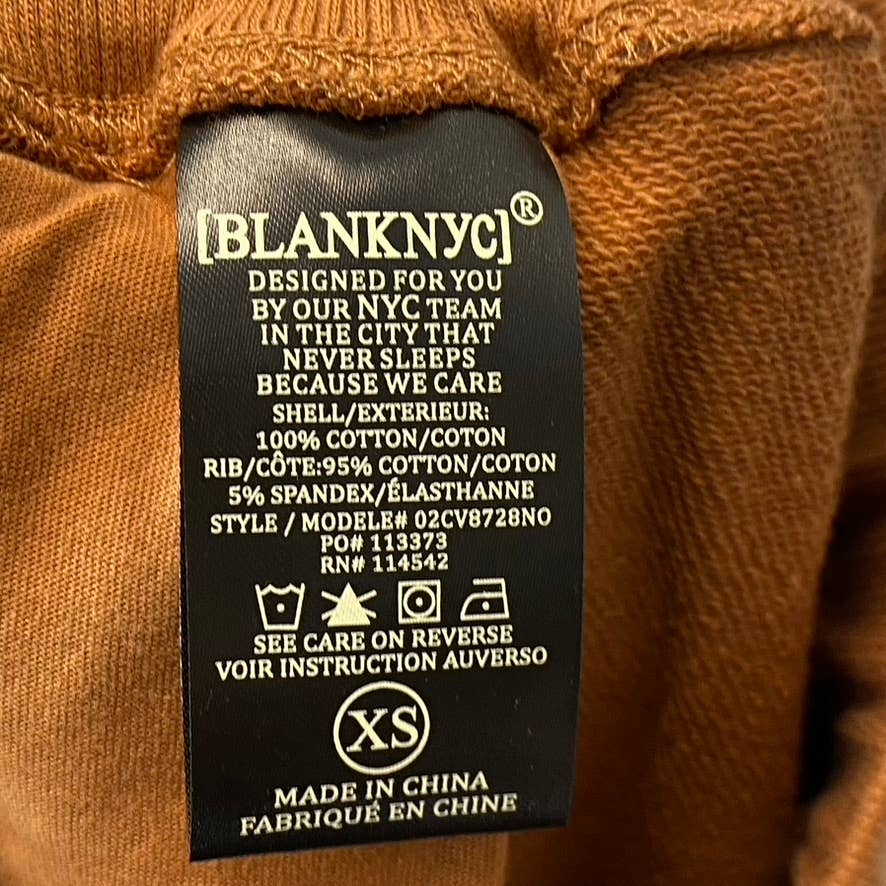 [BLANKNYC]®
DESIGNED FOR YOU
BY OUR NYC TEAM
IN THE CITY THAT
NEVER SLEEPS
BECAUSE WE CARE
SHELL/EXTERIEUR:
100% COTTON/COTON
RIB/CÔTE:95% COTTON/COTON
5% SPANDEX/ÉLASTHANNE
STYLE / MODELE# 02CV8728NO
PO# 113373
RN# 114542
SEE CARE ON REVERSE
VOIR INSTRUCTION AUVERSO
XS
MADE IN CHINA
FABRIQUÉ EN CHINE